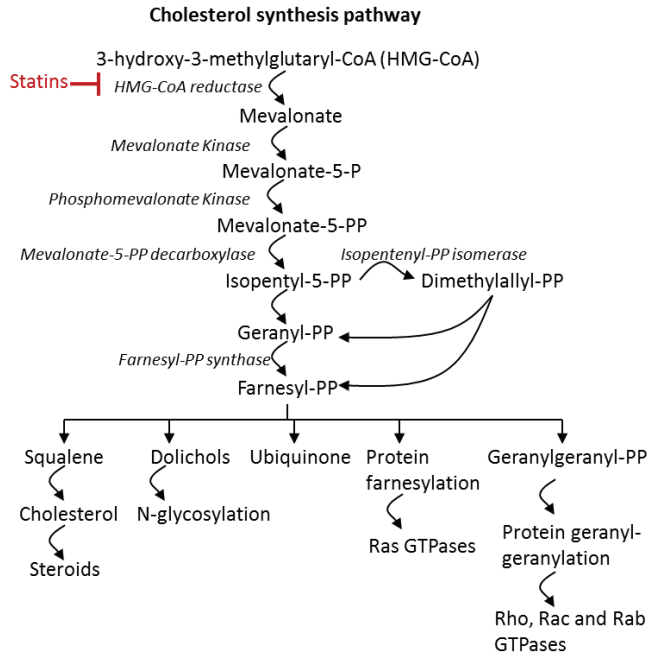 Cholesterol synthesis pathway
3-hydroxy-3-methylglutaryl-CoA (HMG-CoA)
Statins
HMG-CoA reductase
Mevalonate
Mevalonate Kinase
Mevalonate-5-P
Phosphomevalonate Kinase
Mevalonate-5-PP
Mevalonate-5-PP decarboxylase
Isopentenyl-PP isomerase
Isopentyl-5-PP
Dimethylallyl-PP
Geranyl-PP
Farnesyl-PP synthase
Farnesyl-PP
Squalene
Dolichols
Ubiquinone
Protein
farnesylation
Geranylgeranyl-PP
Cholesterol
N-glycosylation
Ras GTPases
Protein geranyl-
geranylation
Steroids
Rho, Rac and Rab
GTPases